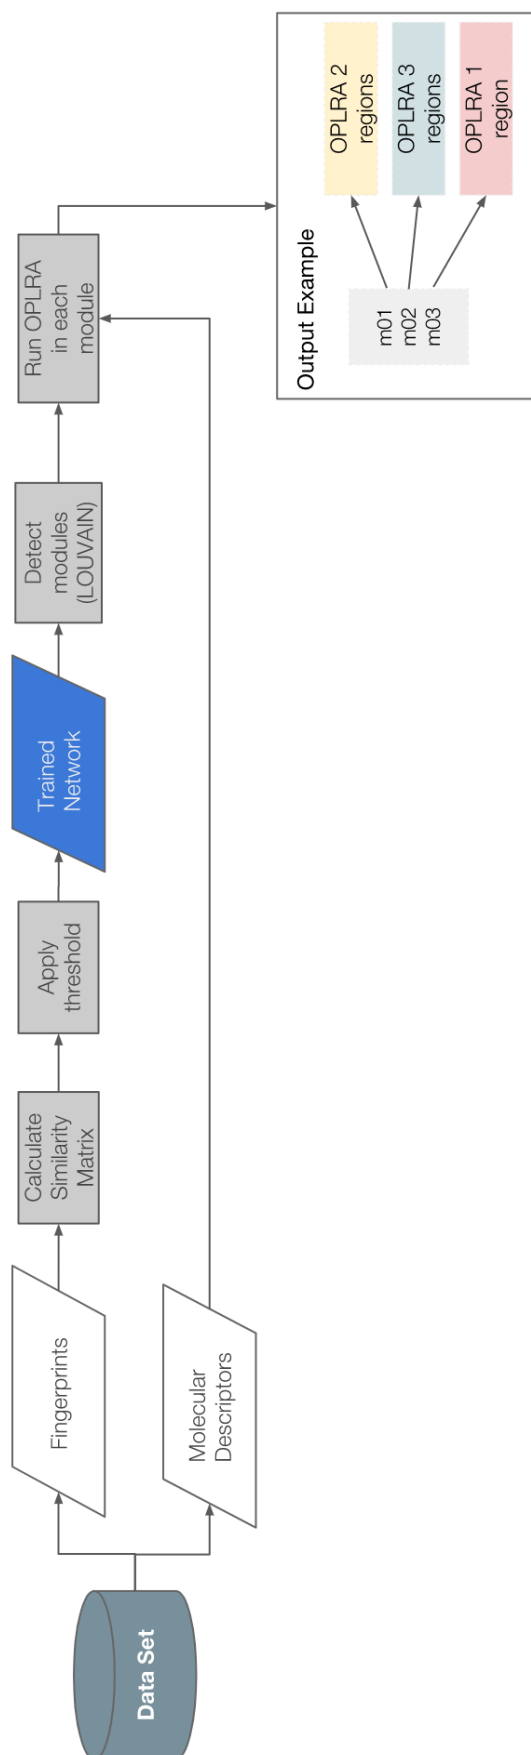 Data Set
Fingerprints
Molecular
Descriptors
Calculate
Similarity
Matrix
Apply
threshold
Trained
Network
Detect
modules
(LOUVAIN)
Run OPLRA
in each
module
Output Example
m01
m02
m03
OPLRA 2
regions
OPLRA 3
regions
OPLRA 1
region